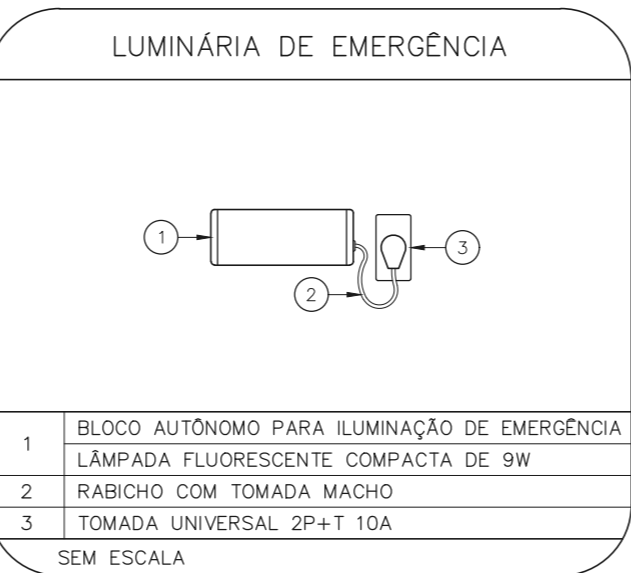 LUMINÁRIA DE EMERGÊNCIA
1
3
2
1
BLOCO AUTÔNOMO PARA ILUMINAÇÃO DE EMERGÊNCIA
LÂMPADA FLUORESCENTE COMPACTA DE 9W
2 RABICHO COM TOMADA MACHO
3 TOMADA UNIVERSAL 2P+T 10A
SEM ESCALA